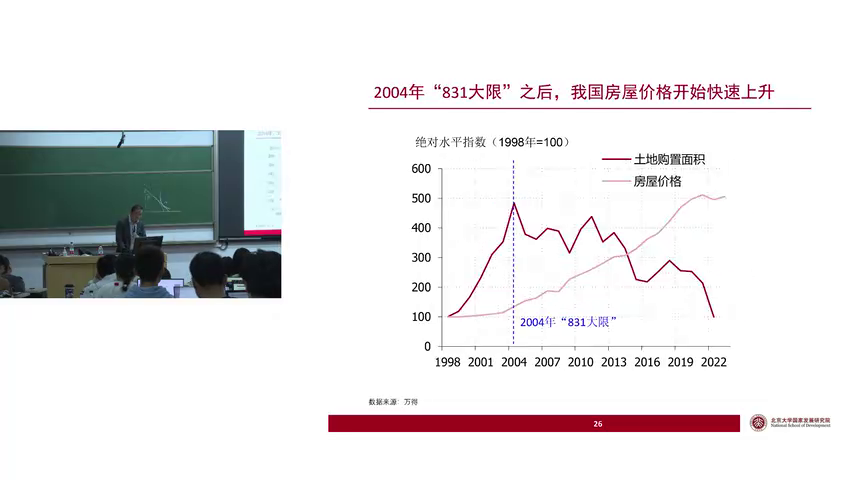 2004年“831大限”之后，我国房屋价格开始快速上升
绝对水平指数（1998年=100）
土地购置面积
房屋价格
600
500
400
300
200
100
0
2004年“831大限”
1998 2001 2004 2007 2010 2013 2016 2019 2022
数据来源：万得
26
北京大学国家发展研究院
National School of Development